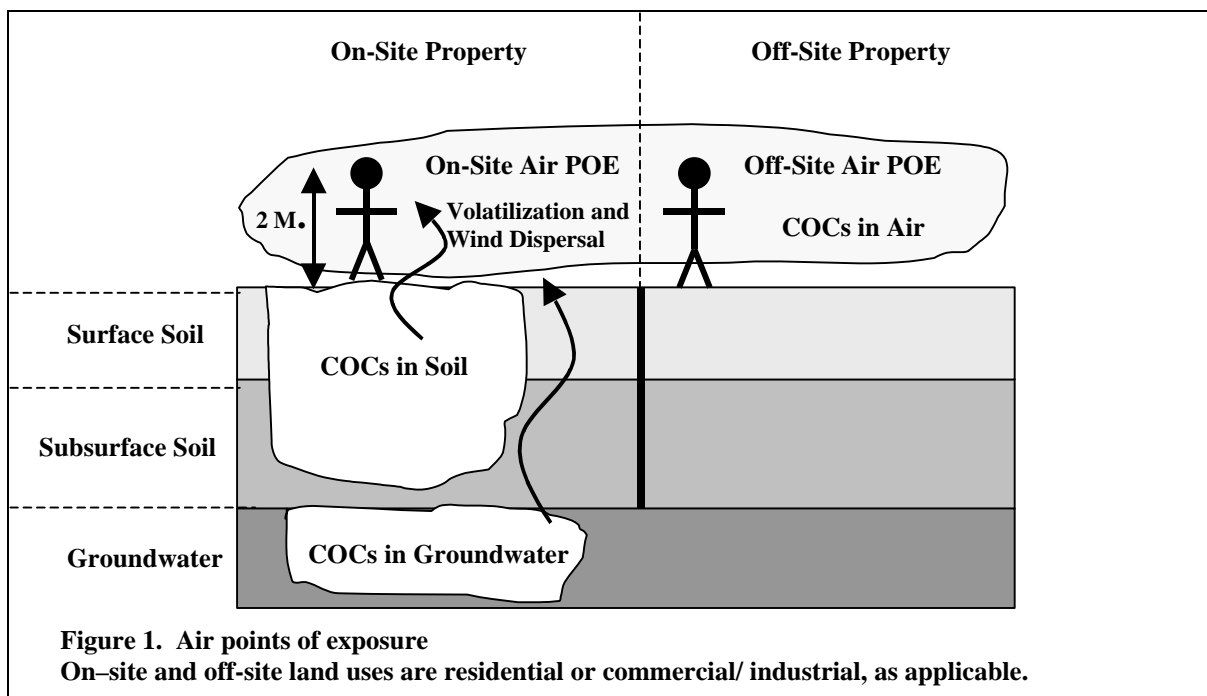 On-Site Property
Off-Site Property
On-Site Air POE
Off-Site Air POE
2 M.
Volatilization and
Wind Dispersal
COCs in Air
Surface Soil
COCs in Soil
Subsurface Soil
Groundwater
COCs in Groundwater
Figure 1. Air points of exposure
On–site and off-site land uses are residential or commercial/ industrial, as applicable.